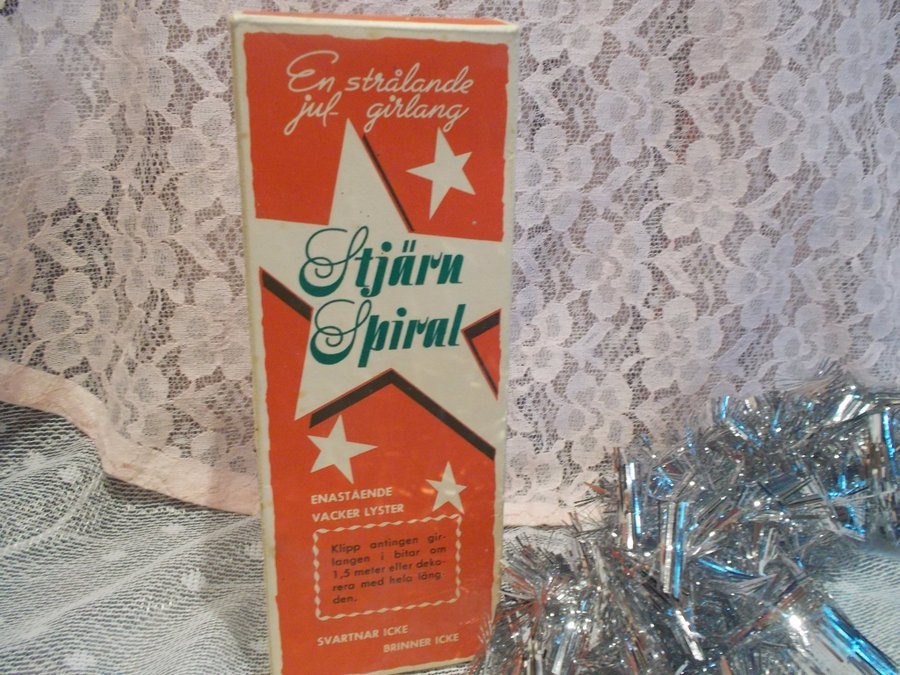 En strålande
jul- girlang
Stjärn
Spiral
ENASTÅENDE
VACKER LYSTER
Klipp antingen gir-
langen i bitar om
1,5 meter eller deko-
rera med hela läng
den.
SVARTNAR ICKE
BRINNER ICKE